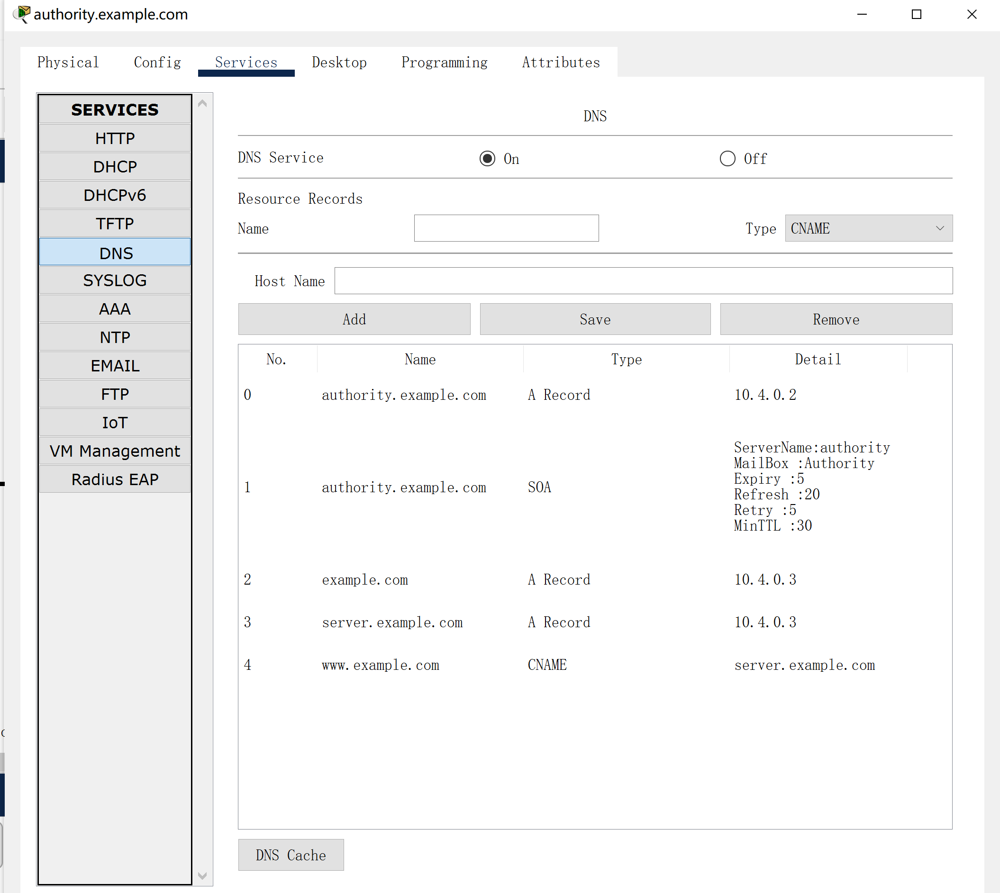 authority.example.com
Physical Config Services Desktop Programming Attributes
SERVICES
HTTP
DHCP
DHCPv6
TFTP
DNS
SYSLOG
AAA
NTP
EMAIL
FTP
IoT
VM Management
Radius EAP
DNS
DNS Service On Off
Resource Records
Name Type CNAME
Host Name
Add Save Remove
No. Name Type Detail
0 authority.example.com A Record 10.4.0.2
1 authority.example.com SOA
ServerName:authority
MailBox :Authority
Expiry :5
Refresh :20
Retry :5
MinTTL :30
2 example.com A Record 10.4.0.3
3 server.example.com A Record 10.4.0.3
4 www.example.com CNAME server.example.com
DNS Cache